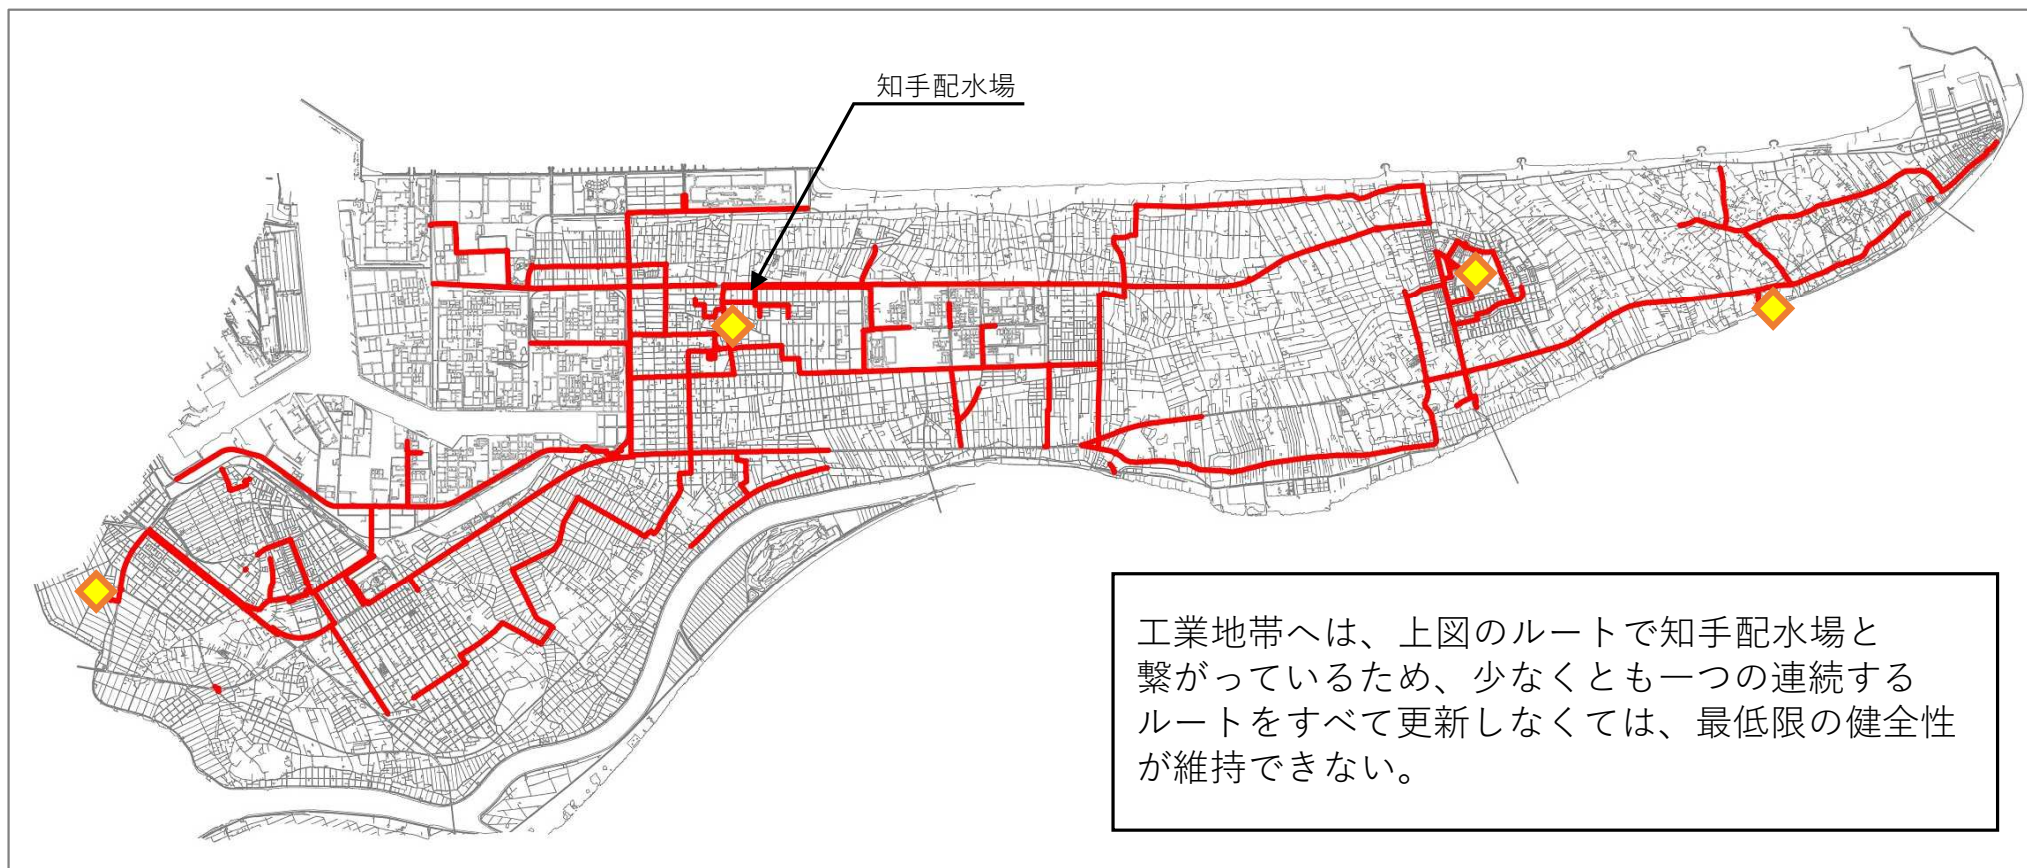 知手配水場
工業地帯へは、上図のルートで知手配水場と
繋がっているため、少なくとも一つの連続する
ルートをすべて更新しなくては、最低限の健全性
が維持できない。